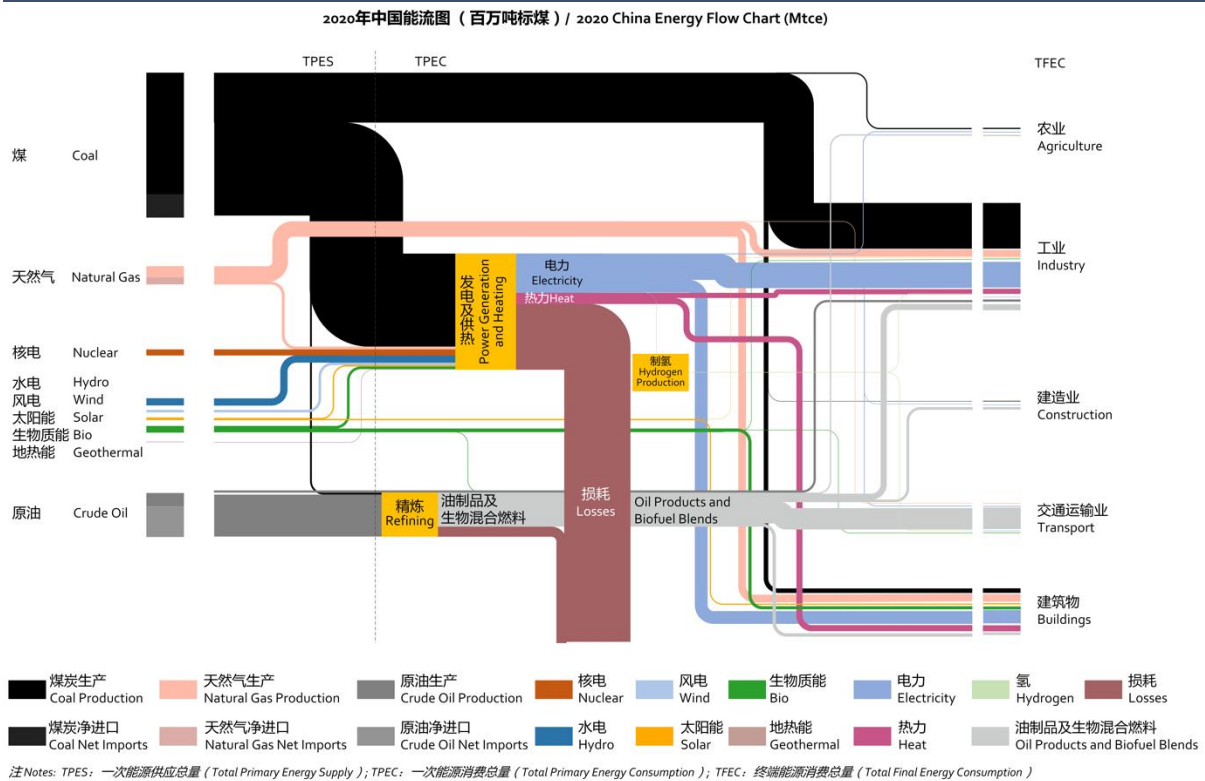 2020年中国能流图（百万吨标煤）/ 2020 China Energy Flow Chart (Mtce)
TPES
TPEC
TFEC
煤 Coal
天然气 Natural Gas
核电 Nuclear
水电 Hydro
风电 Wind
太阳能 Solar
生物质能 Bio
地热能 Geothermal
原油 Crude Oil
发电及供热
Power Generation
and Heating
电力
Electricity
热力Heat
制氢
Hydrogen
Production
精炼
Refining
油制品及
生物混合燃料
损耗
Losses
Oil Products and
Biofuel Blends
农业
Agriculture
工业
Industry
建造业
Construction
交通运输业
Transport
建筑物
Buildings
煤炭生产
Coal Production
天然气生产
Natural Gas Production
原油生产
Crude Oil Production
核电
Nuclear
风电
Wind
生物质能
Bio
电力
Electricity
氢
Hydrogen
损耗
Losses
煤炭净进口
Coal Net Imports
天然气净进口
Natural Gas Net Imports
原油净进口
Crude Oil Net Imports
水电
Hydro
太阳能
Solar
地热能
Geothermal
热力
Heat
油制品及生物混合燃料
Oil Products and Biofuel Blends
注Notes: TPES：一次能源供应总量（Total Primary Energy Supply）; TPEC：一次能源消费总量（Total Primary Energy Consumption）; TFEC：终端能源消费总量（Total Final Energy Consumption）